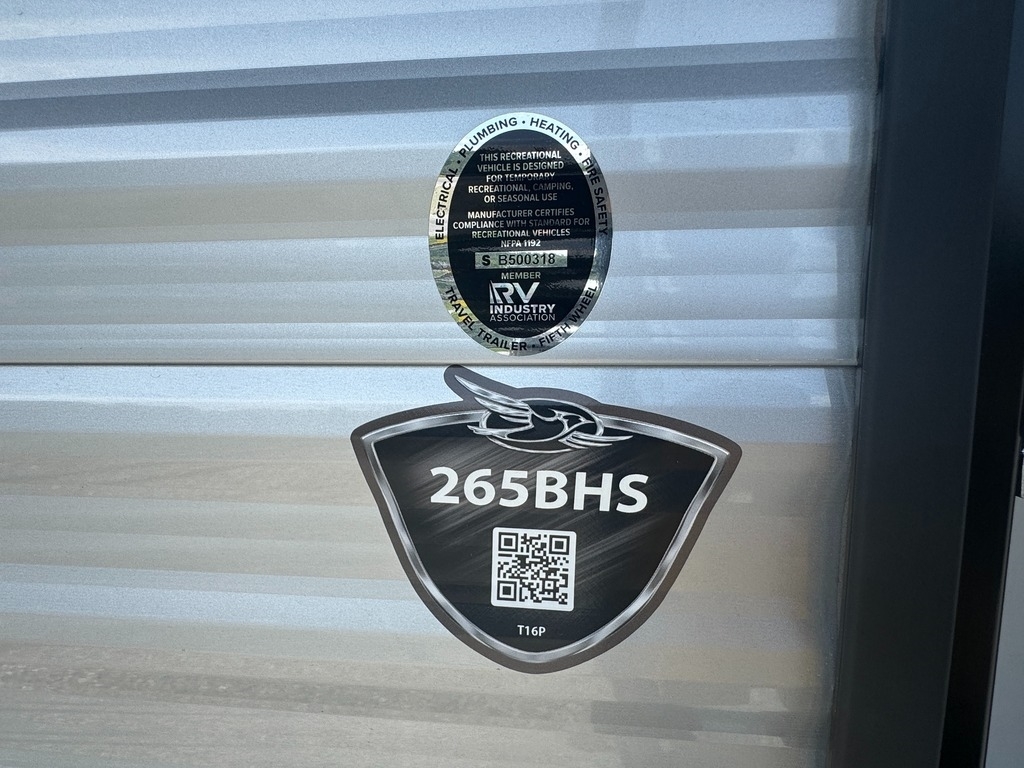 ELECTRICAL • PLUMBING • HEATING • FIRE SAFETY
THIS RECREATIONAL
VEHICLE IS DESIGNED
FOR TEMPORARY
RECREATIONAL, CAMPING,
OR SEASONAL USE
MANUFACTURER CERTIFIES
COMPLIANCE WITH STANDARD FOR
RECREATIONAL VEHICLES
NFPA 1192
S B500318
MEMBER
RV
INDUSTRY
ASSOCIATION
TRAVEL TRAILER • FIFTH WHEEL
265BHS
T16P